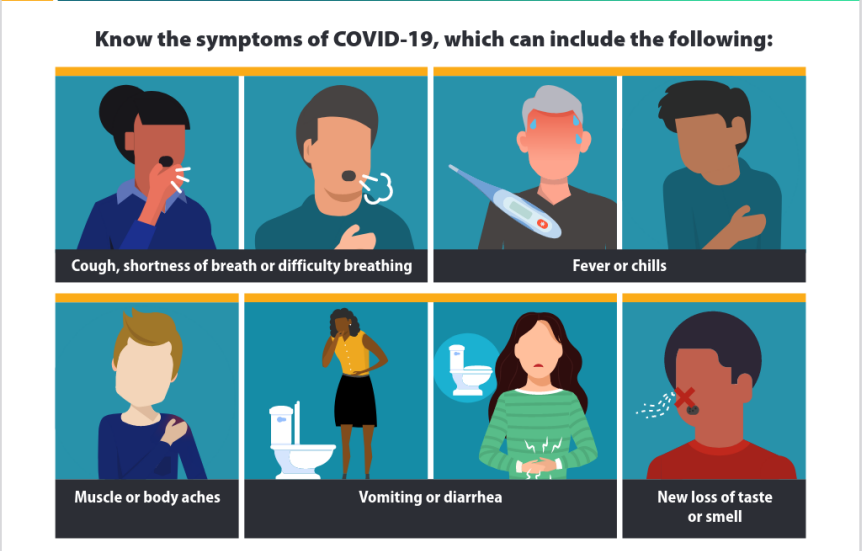 Know the symptoms of COVID-19, which can include the following:
Cough, shortness of breath or difficulty breathing
Fever or chills
Muscle or body aches
Vomiting or diarrhea
New loss of taste
or smell